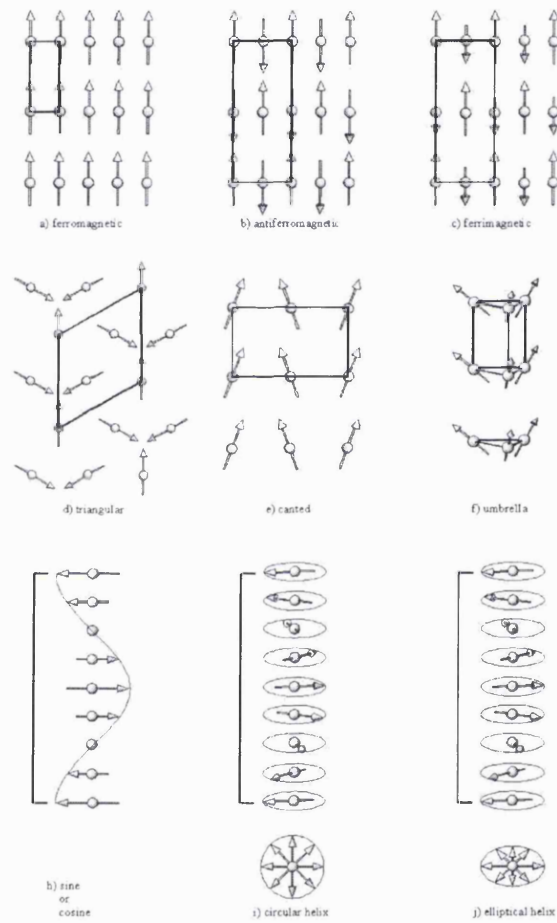 a) ferromagnetic
b) antiferromagnetic
c) ferrimagnetic
d) triangular
e) canted
f) umbrella
h) sine
or
cosine
i) circular helix
j) elliptical helix